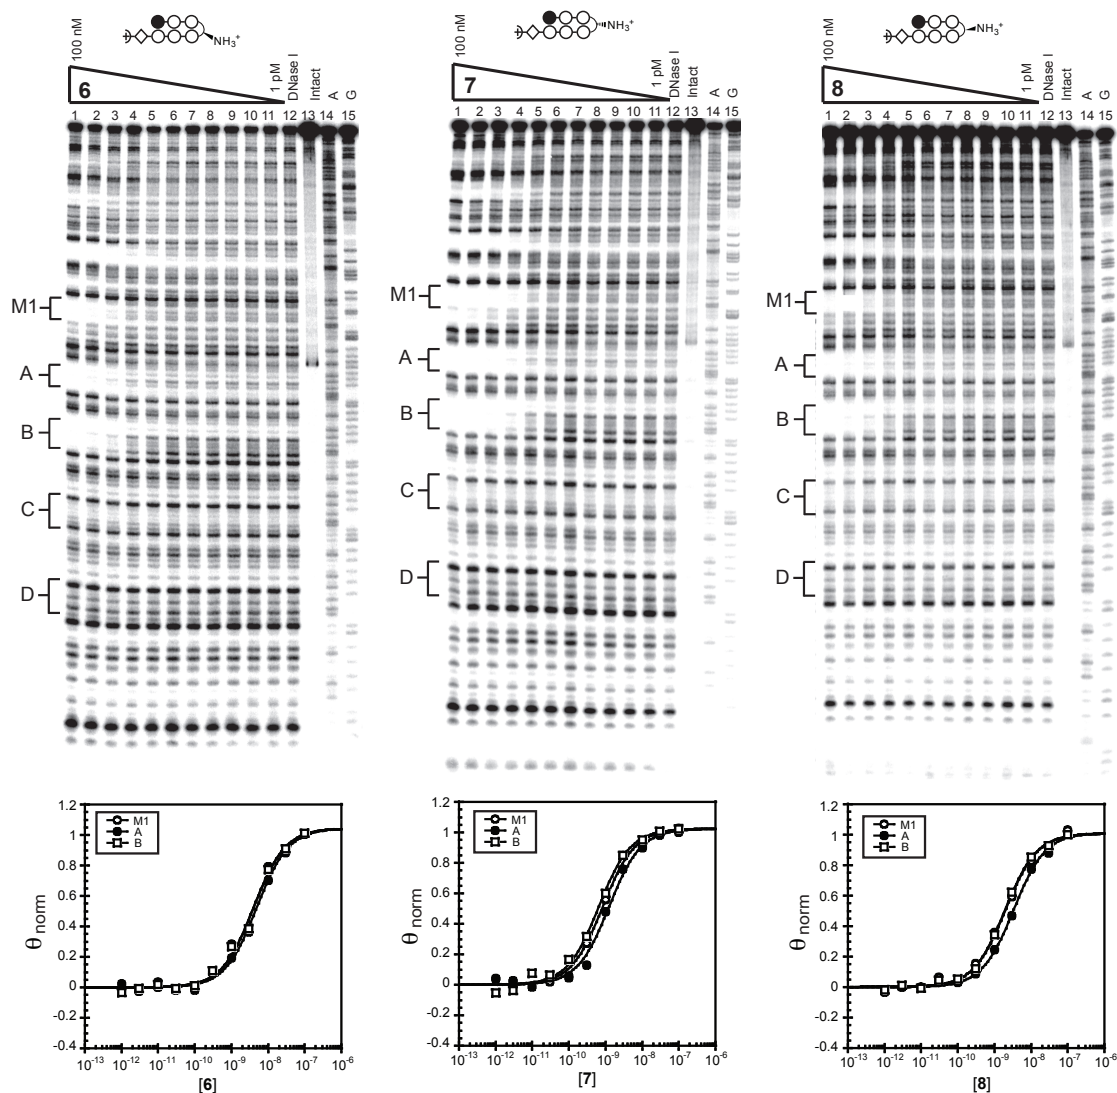 NH3+
100 nM
6
1 pM
DNase I
Intact
A
G
1 2 3 4 5 6 7 8 9 10 11 12 13 14 15
M1
A
B
C
D
NH3+
100 nM
7
1 pM
DNase I
Intact
A
G
1 2 3 4 5 6 7 8 9 10 11 12 13 14 15
M1
A
B
C
D
NH3+
100 nM
8
1 pM
DNase I
Intact
A
G
1 2 3 4 5 6 7 8 9 10 11 12 13 14 15
M1
A
B
C
D
1.2
1
0.8
0.6
0.4
0.2
0
-0.2
-0.4
θnorm
M1
A
B
10-13 10-12 10-11 10-10 10-9 10-8 10-7 10-6
[6]
1.2
1
0.8
0.6
0.4
0.2
0
-0.2
-0.4
θnorm
M1
A
B
10-13 10-12 10-11 10-10 10-9 10-8 10-7 10-6
[7]
1.2
1
0.8
0.6
0.4
0.2
0
-0.2
-0.4
θnorm
M1
A
B
10-13 10-12 10-11 10-10 10-9 10-8 10-7 10-6
[8]